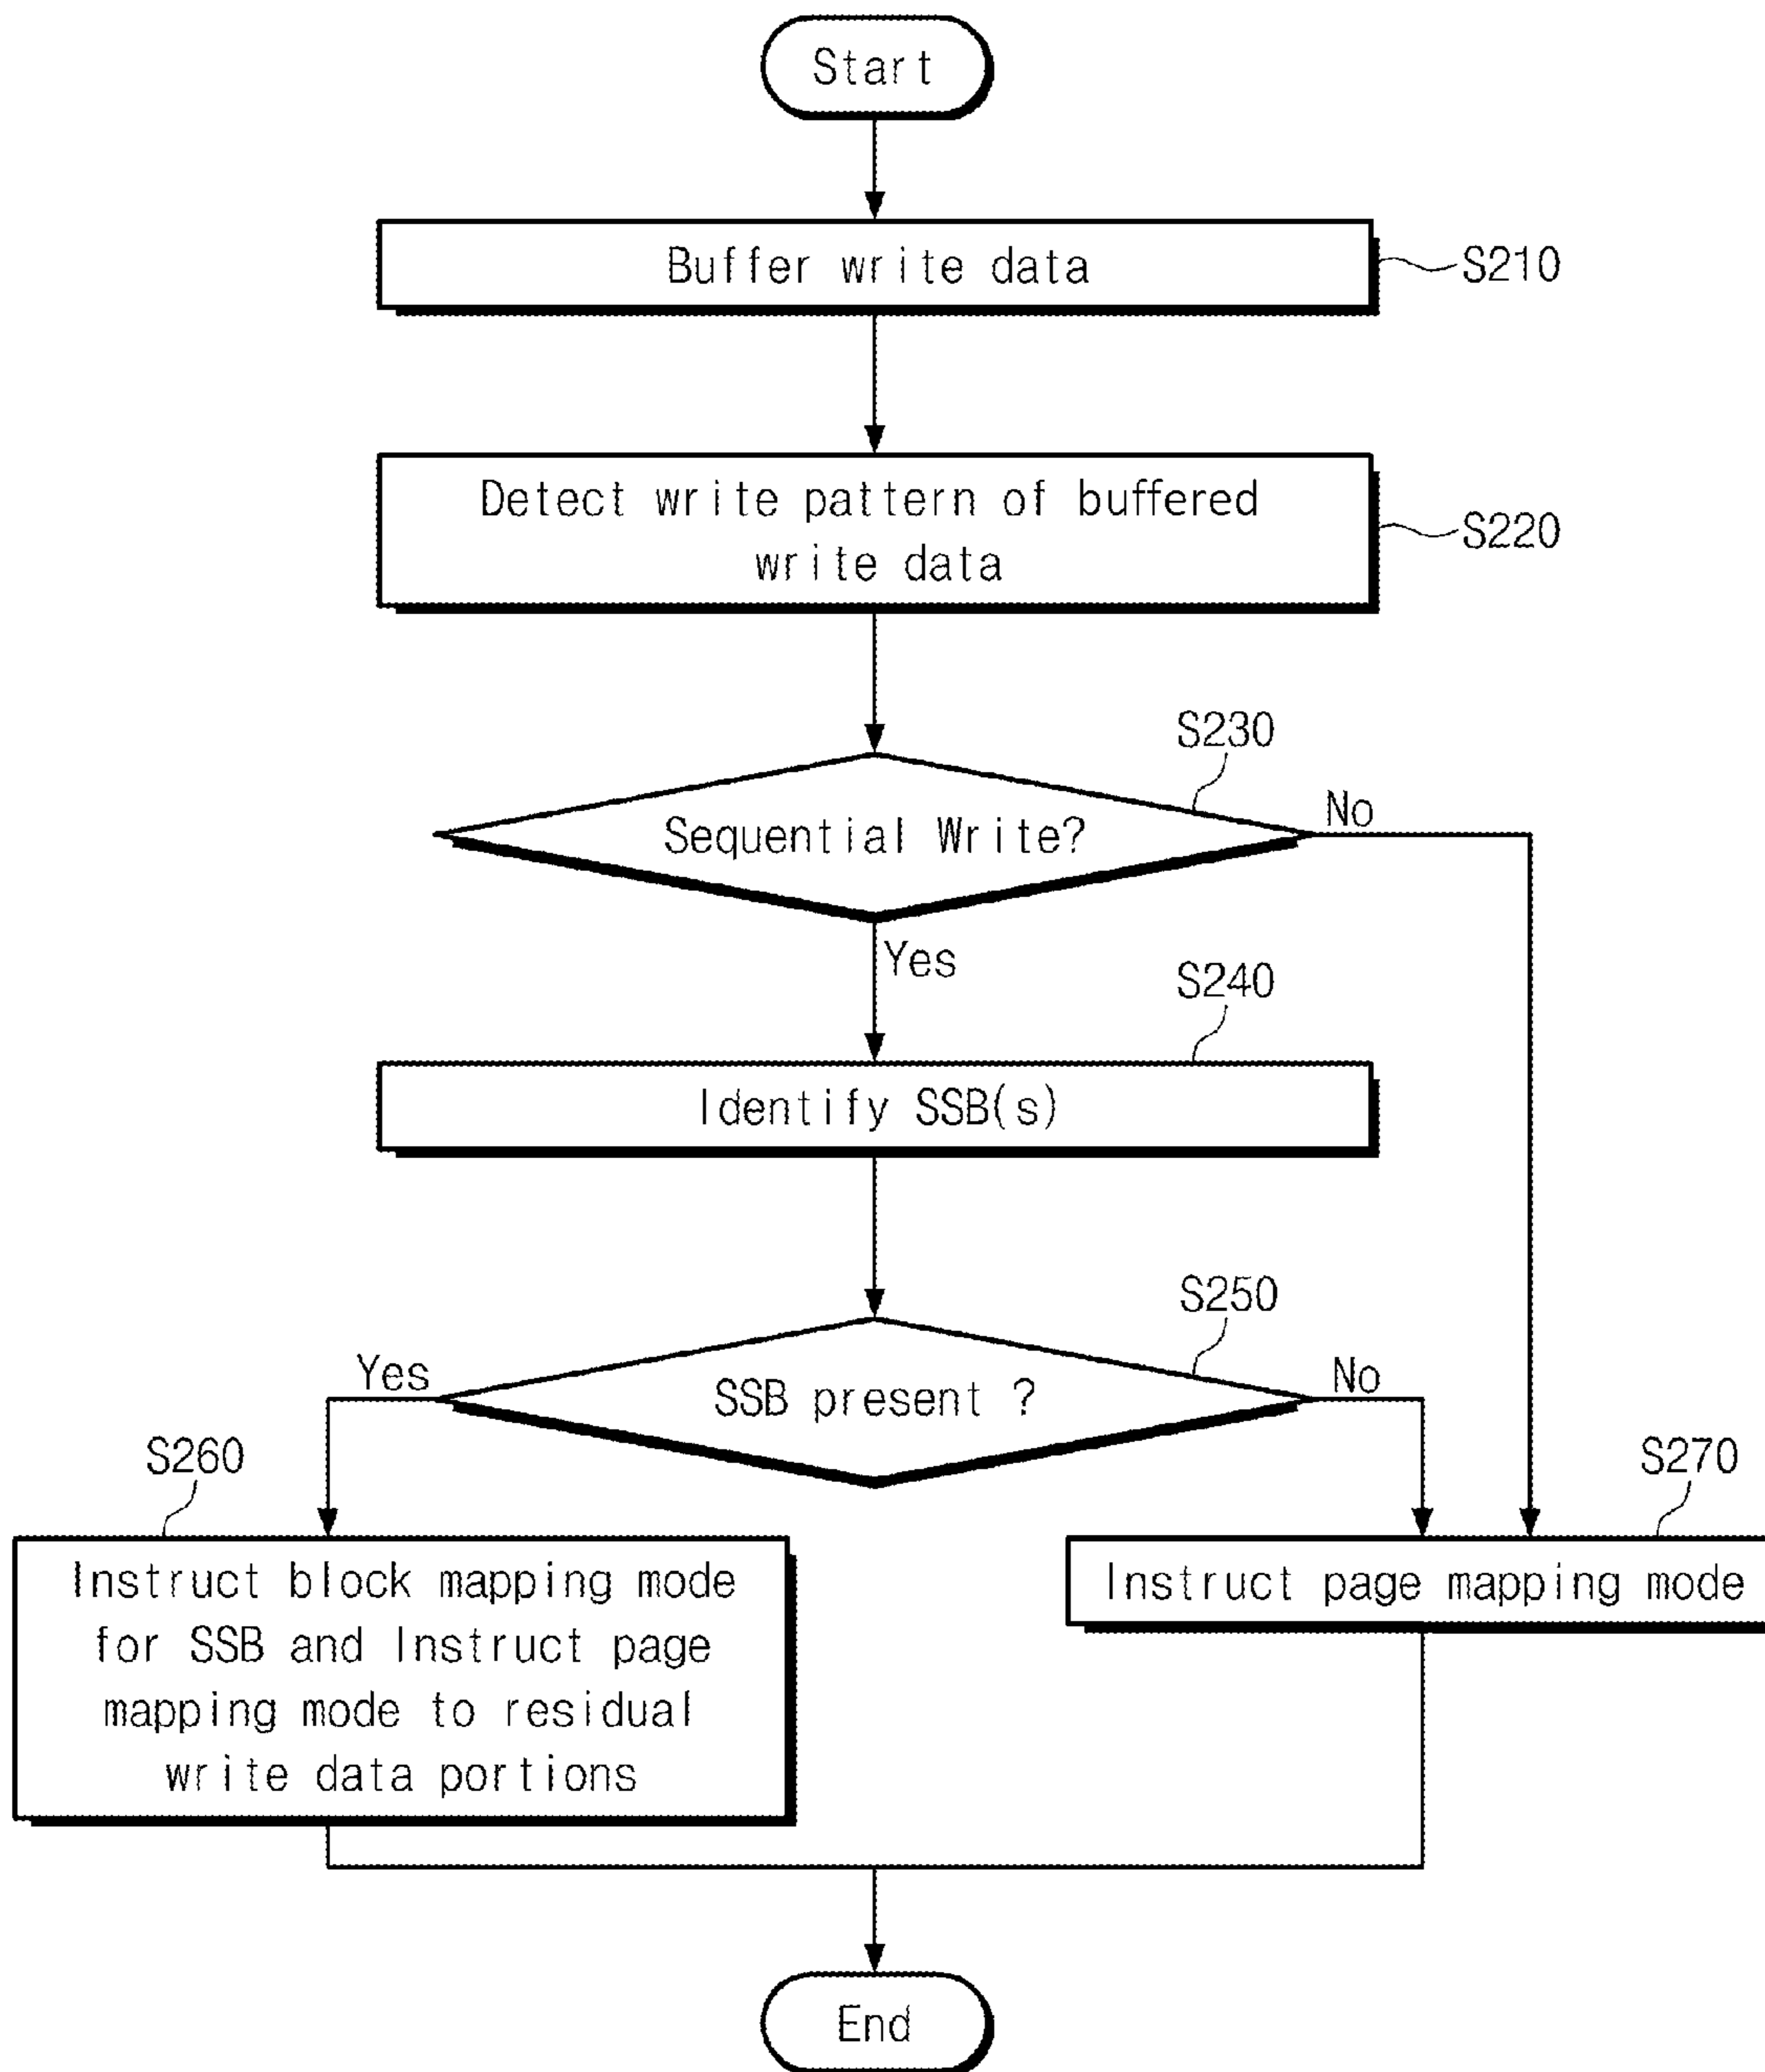 Start
Buffer write data
S210
Detect write pattern of buffered
write data
S220
S230
Sequential Write?
No
Yes
S240
Identify SSB(s)
S250
Yes
SSB present ?
No
S260
S270
Instruct block mapping mode
for SSB and Instruct page
mapping mode to residual
write data portions
Instruct page mapping mode
End